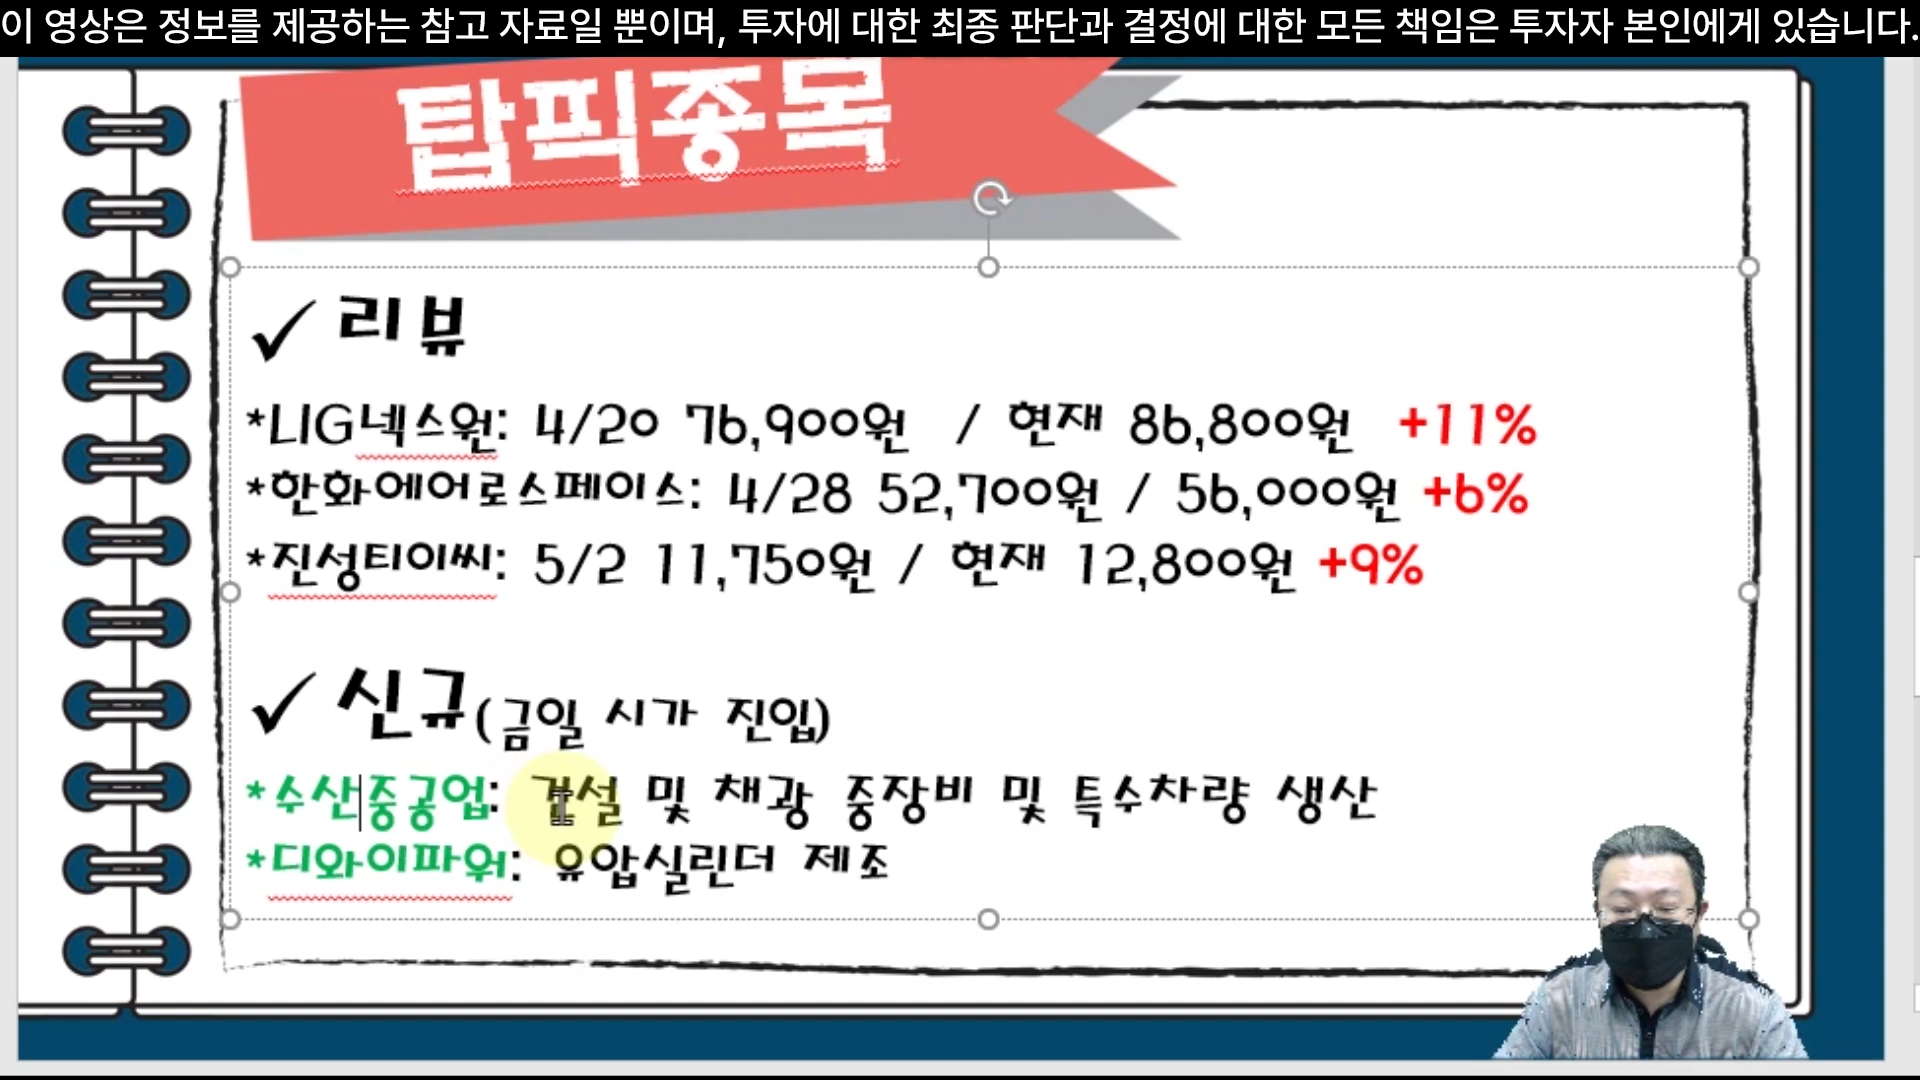 이 영상은 정보를 제공하는 참고 자료일 뿐이며, 투자에 대한 최종 판단과 결정에 대한 모든 책임은 투자자 본인에게 있습니다.
탑픽종목
✓ 리뷰
*LIG넥스원: 4/20 76,900원 / 현재 86,800원 +11%
*한화에어로스페이스: 4/28 52,700원 / 56,000원 +6%
*진성티이씨: 5/2 11,750원 / 현재 12,800원 +9%
✓ 신규(금일 시가 진입)
*수산중공업: 건설 및 채광 중장비 및 특수차량 생산
*디와이파워: 유압실린더 제조